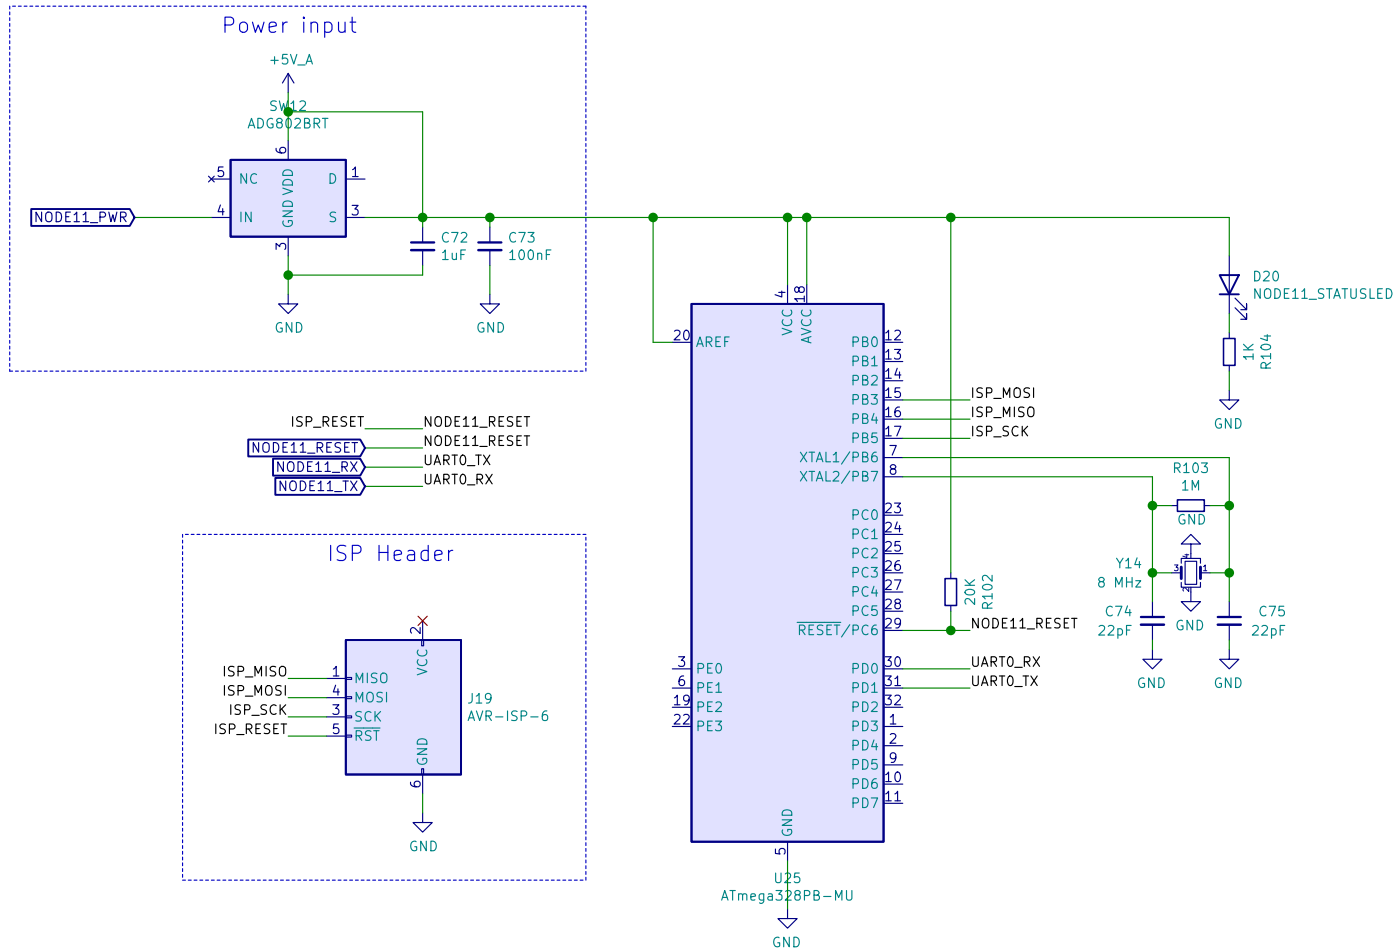 Power input
+5V_A
SW12
ADG802BRT
6
5 NC VDD D 1
NODE11_PWR 4 IN GND S 3
3
C72
1uF
C73
100nF
GND
GND
D20
NODE11_STATUSLED
1K
R104
GND
ISP_RESET NODE11_RESET
NODE11_RESET NODE11_RESET
NODE11_RX UART0_TX
NODE11_TX UART0_RX
4 18
VCC AVCC
20 AREF
PB0 12
PB1 13
PB2 14
PB3 15 ISP_MOSI
PB4 16 ISP_MISO
PB5 17 ISP_SCK
XTAL1/PB6 7
XTAL2/PB7 8
PC0 23
PC1 24
PC2 25
PC3 26
PC4 27
PC5 28
RESET/PC6 29 NODE11_RESET
3 PE0 PD0 30 UART0_RX
6 PE1 PD1 31 UART0_TX
19 PE2 PD2 32
22 PE3 PD3 1
PD4 2
PD5 9
PD6 10
PD7 11
GND
5
U25
ATmega328PB-MU
GND
20K
R102
R103
1M
GND
4
Y14
8 MHz
3 1
2
GND
C74
22pF
C75
22pF
GND
GND
ISP Header
2
VCC
ISP_MISO 1 MISO
ISP_MOSI 4 MOSI
ISP_SCK 3 SCK
ISP_RESET 5 RST
J19
AVR-ISP-6
GND
6
GND